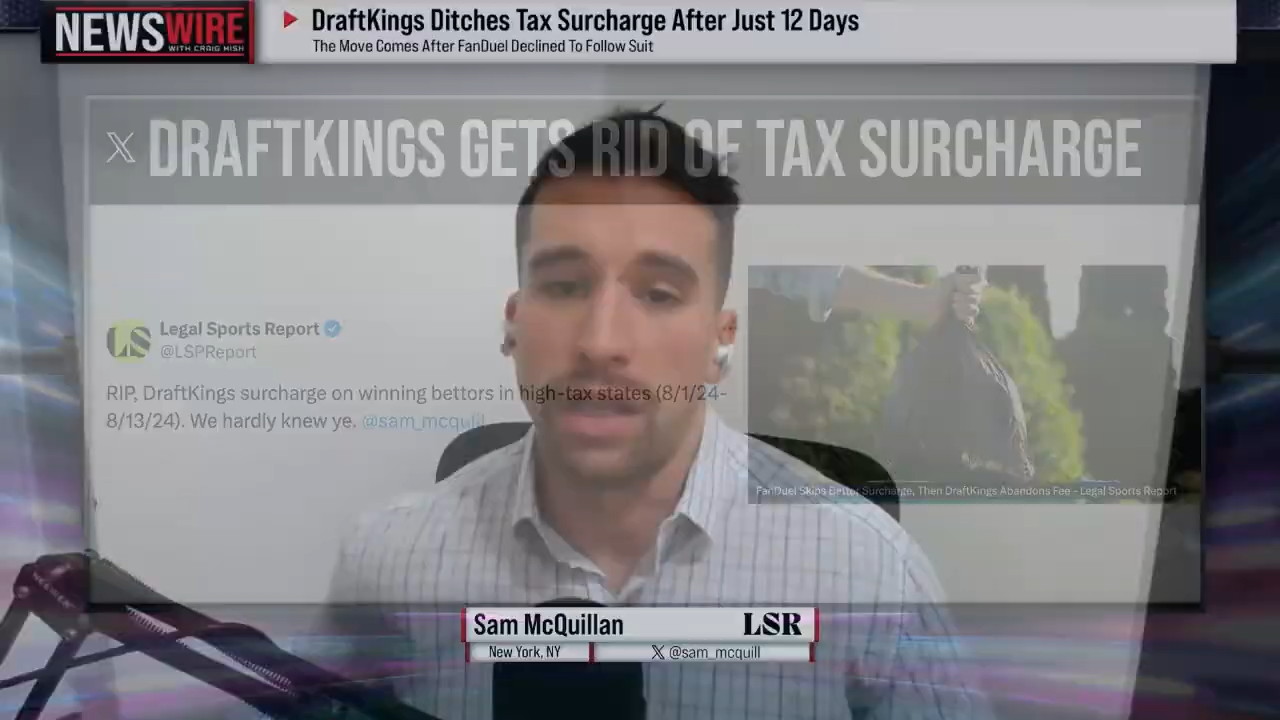 NEWSWIRE
WITH CRAIG MISH
DraftKings Ditches Tax Surcharge After Just 12 Days
The Move Comes After FanDuel Declined To Follow Suit
DRAFTKINGS GETS RID OF TAX SURCHARGE
Legal Sports Report
@LSPReport
RIP, DraftKings surcharge on winning bettors in high-tax states (8/1/24-
8/13/24). We hardly knew ye. @sam_mcquill
LS
FanDuel Skips Bettor Surcharge, Then DraftKings Abandons Fee - Legal Sports Report
Sam McQuillan
LSR
New York, NY
X @sam_mcquill